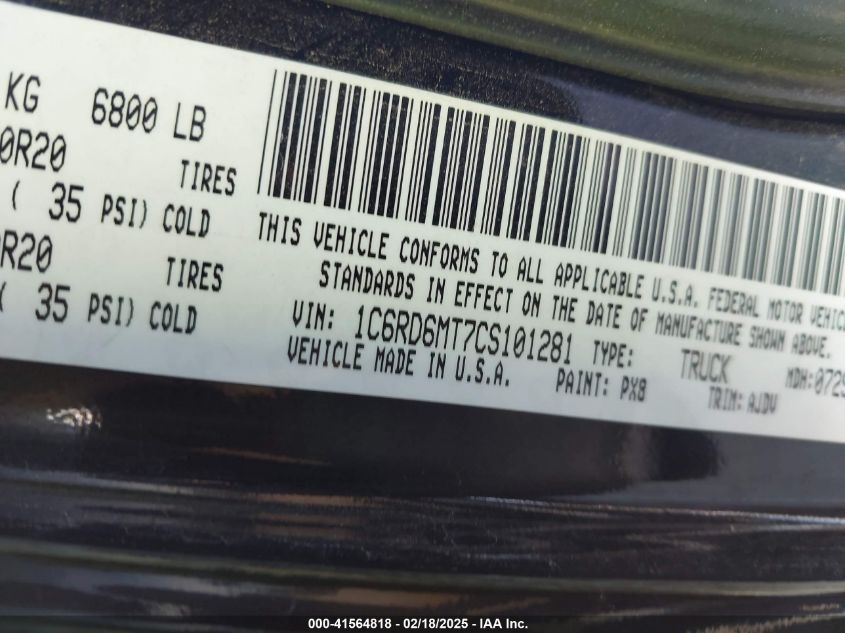 KG 6800 LB
0R20 TIRES
( 35 PSI) COLD
R20 TIRES
( 35 PSI) COLD
THIS VEHICLE CONFORMS TO ALL APPLICABLE U.S.A. FEDERAL MOTOR VEHIC
STANDARDS IN EFFECT ON THE DATE OF MANUFACTURE SHOWN ABOVE.
VIN: 1C6RD6MT7CS101281 TYPE: TRUCK MDH:0729
VEHICLE MADE IN U.S.A. PAINT: PX8 TRIM: AJDV
000-41564818 - 02/18/2025 - IAA Inc.